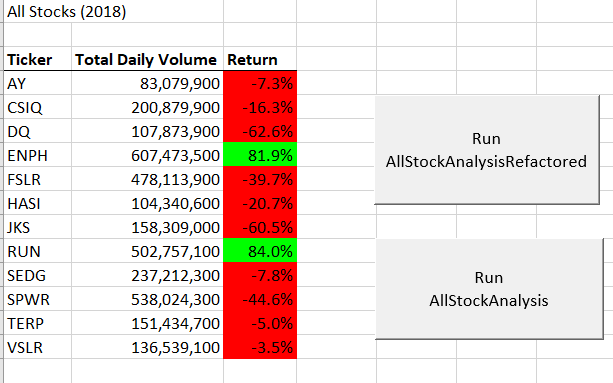 All Stocks (2018)
Ticker Total Daily Volume Return
AY 83,079,900 -7.3%
CSIQ 200,879,900 -16.3%
DQ 107,873,900 -62.6%
ENPH 607,473,500 81.9%
FSLR 478,113,900 -39.7%
HASI 104,340,600 -20.7%
JKS 158,309,000 -60.5%
RUN 502,757,100 84.0%
SEDG 237,212,300 -7.8%
SPWR 538,024,300 -44.6%
TERP 151,434,700 -5.0%
VSLR 136,539,100 -3.5%
Run
AllStockAnalysisRefactored
Run
AllStockAnalysis